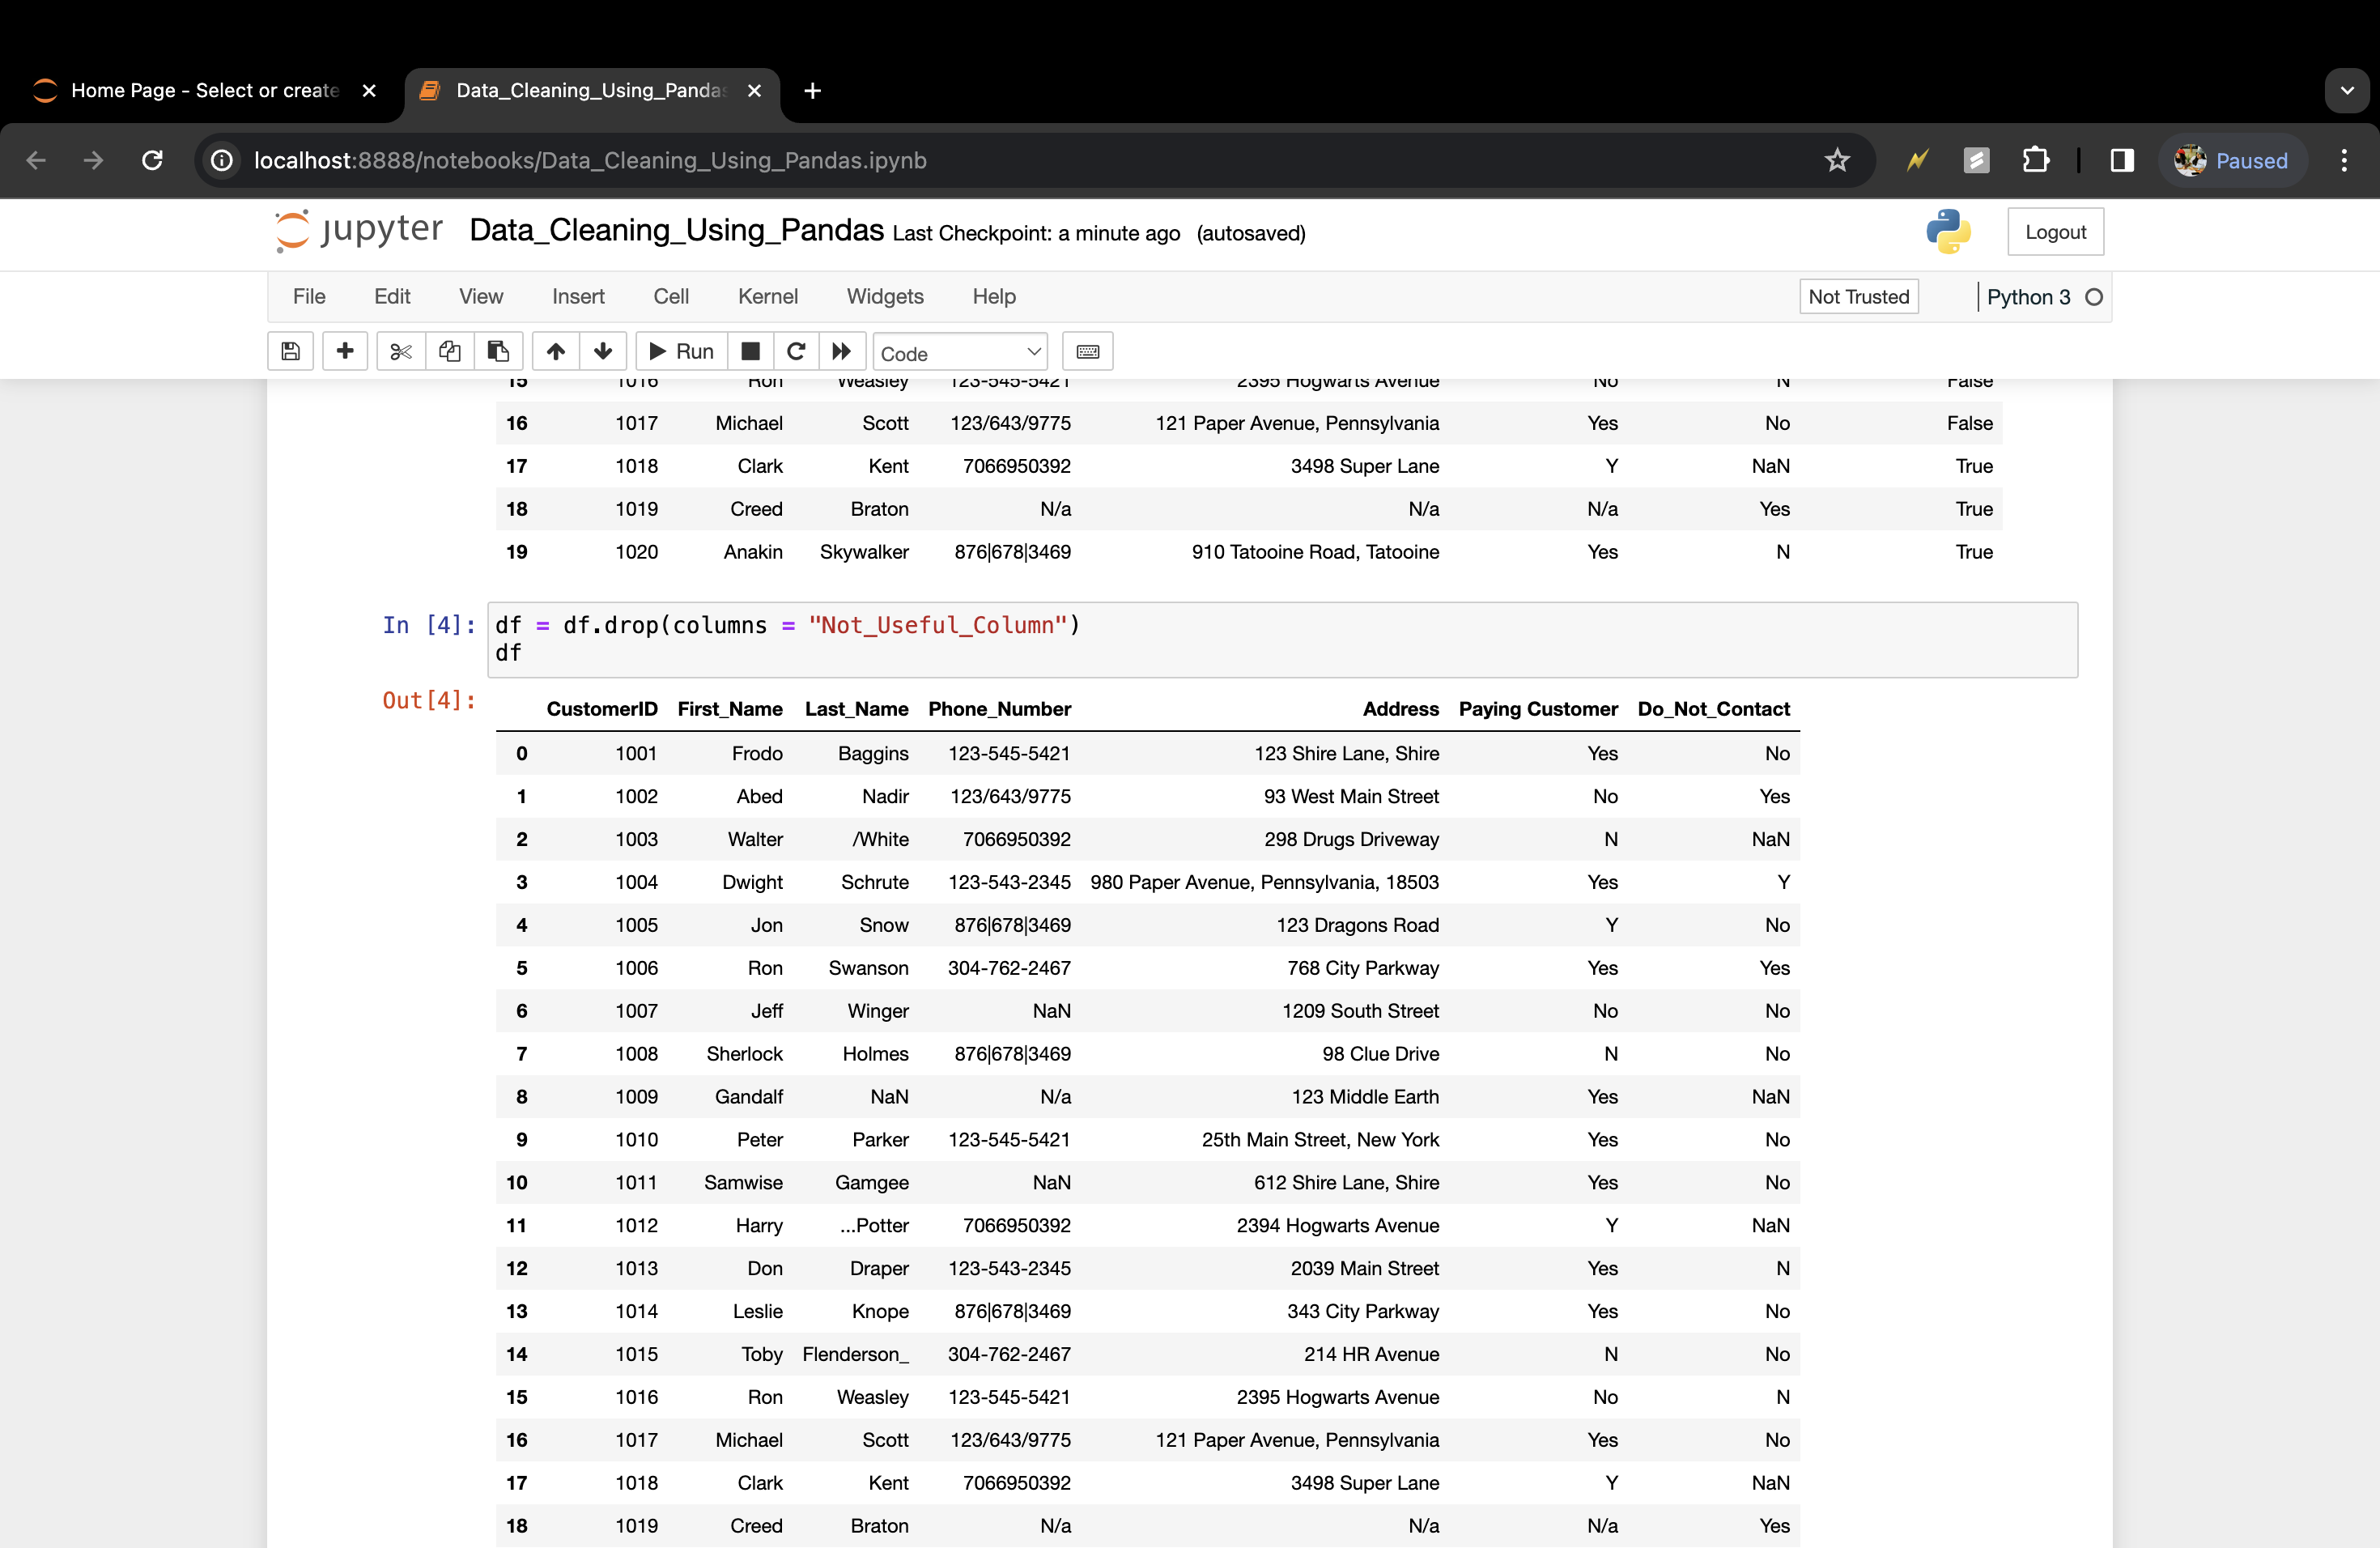 Home Page - Select or create
Data_Cleaning_Using_Pandas
localhost:8888/notebooks/Data_Cleaning_Using_Pandas.ipynb
Paused
jupyter Data_Cleaning_Using_Pandas Last Checkpoint: a minute ago (autosaved)
Logout
File Edit View Insert Cell Kernel Widgets Help Not Trusted Python 3
Run Code
15 1016 Ron Weasley 123-545-5421 2395 Hogwarts Avenue No N False
16 1017 Michael Scott 123/643/9775 121 Paper Avenue, Pennsylvania Yes No False
17 1018 Clark Kent 7066950392 3498 Super Lane Y NaN True
18 1019 Creed Braton N/a N/a N/a Yes True
19 1020 Anakin Skywalker 876|678|3469 910 Tatooine Road, Tatooine Yes N True
In [4]: df = df.drop(columns = "Not_Useful_Column")
df
Out[4]:
CustomerID First_Name Last_Name Phone_Number Address Paying Customer Do_Not_Contact
0 1001 Frodo Baggins 123-545-5421 123 Shire Lane, Shire Yes No
1 1002 Abed Nadir 123/643/9775 93 West Main Street No Yes
2 1003 Walter /White 7066950392 298 Drugs Driveway N NaN
3 1004 Dwight Schrute 123-543-2345 980 Paper Avenue, Pennsylvania, 18503 Yes Y
4 1005 Jon Snow 876|678|3469 123 Dragons Road Y No
5 1006 Ron Swanson 304-762-2467 768 City Parkway Yes Yes
6 1007 Jeff Winger NaN 1209 South Street No No
7 1008 Sherlock Holmes 876|678|3469 98 Clue Drive N No
8 1009 Gandalf NaN N/a 123 Middle Earth Yes NaN
9 1010 Peter Parker 123-545-5421 25th Main Street, New York Yes No
10 1011 Samwise Gamgee NaN 612 Shire Lane, Shire Yes No
11 1012 Harry ...Potter 7066950392 2394 Hogwarts Avenue Y NaN
12 1013 Don Draper 123-543-2345 2039 Main Street Yes N
13 1014 Leslie Knope 876|678|3469 343 City Parkway Yes No
14 1015 Toby Flenderson_ 304-762-2467 214 HR Avenue N No
15 1016 Ron Weasley 123-545-5421 2395 Hogwarts Avenue No N
16 1017 Michael Scott 123/643/9775 121 Paper Avenue, Pennsylvania Yes No
17 1018 Clark Kent 7066950392 3498 Super Lane Y NaN
18 1019 Creed Braton N/a N/a N/a Yes